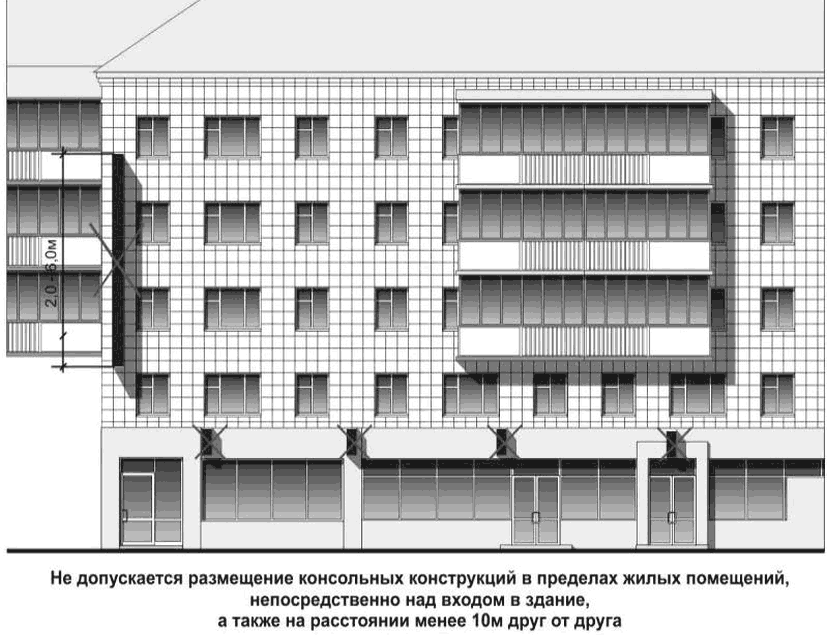 2,0 - 6,0м
Не допускается размещение консольных конструкций в пределах жилых помещений,
непосредственно над входом в здание,
а также на расстоянии менее 10м друг от друга